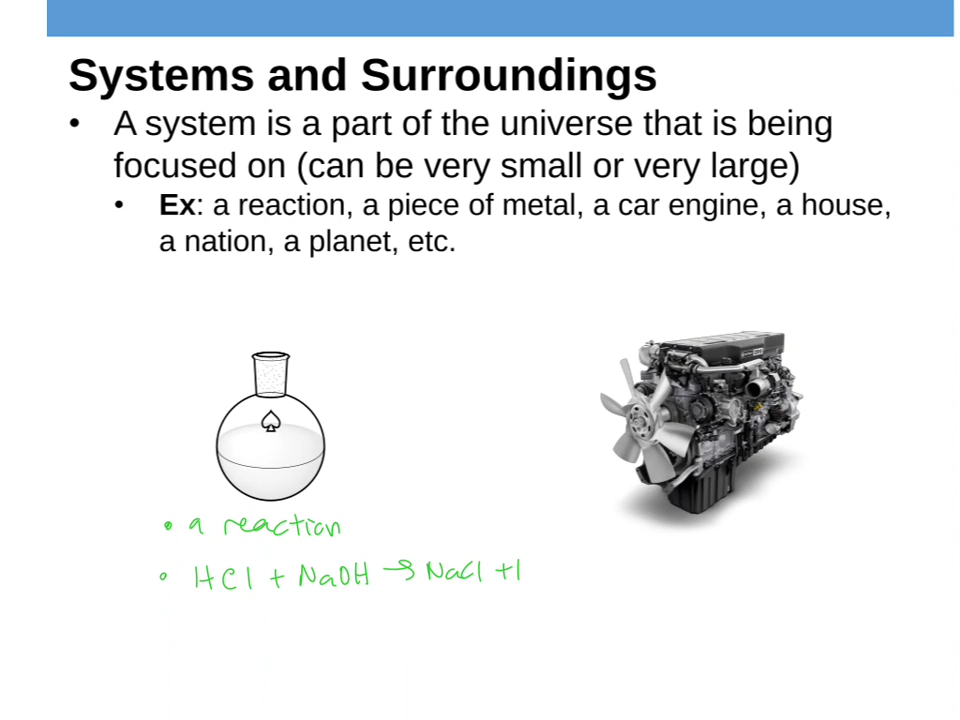 Systems and Surroundings
• A system is a part of the universe that is being
focused on (can be very small or very large)
• Ex: a reaction, a piece of metal, a car engine, a house,
a nation, a planet, etc.
• a reaction
• HCl + NaOH → NaCl + l